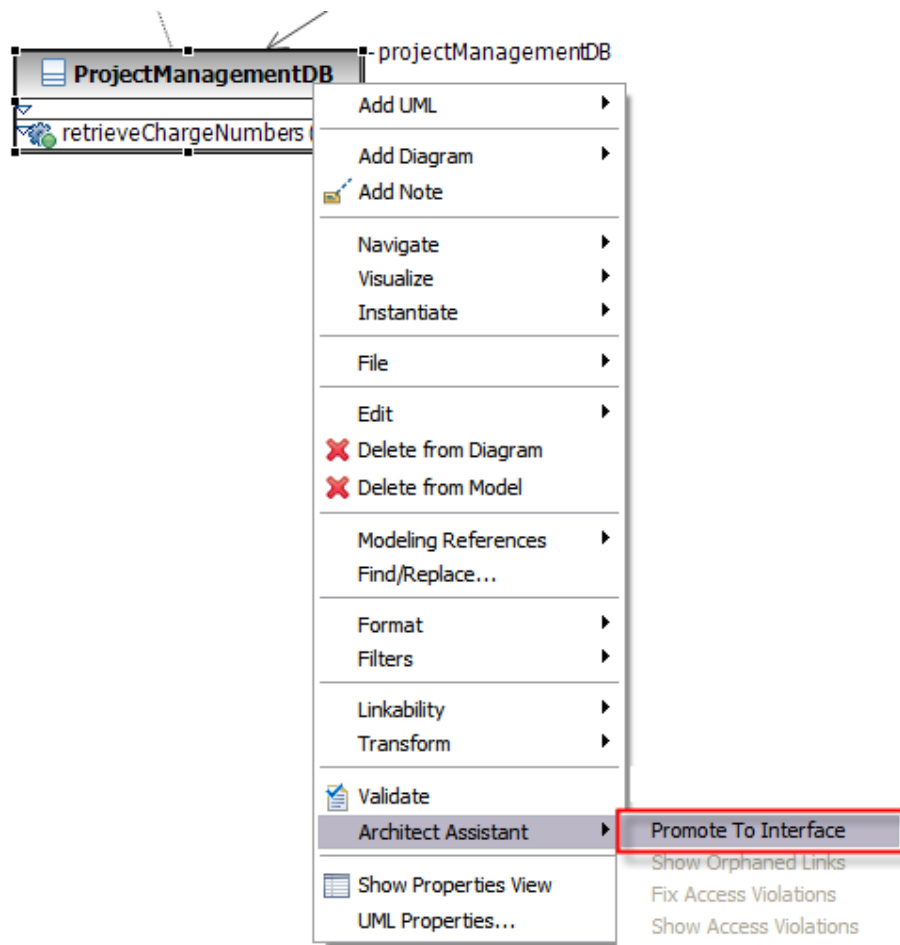 - projectManagementDB
ProjectManagementDB
retrieveChargeNumbers (
Add UML
Add Diagram
Add Note
Navigate
Visualize
Instantiate
File
Edit
Delete from Diagram
Delete from Model
Modeling References
Find/Replace...
Format
Filters
Linkability
Transform
Validate
Architect Assistant
Promote To Interface
Show Orphaned Links
Show Properties View
Fix Access Violations
UML Properties...
Show Access Violations